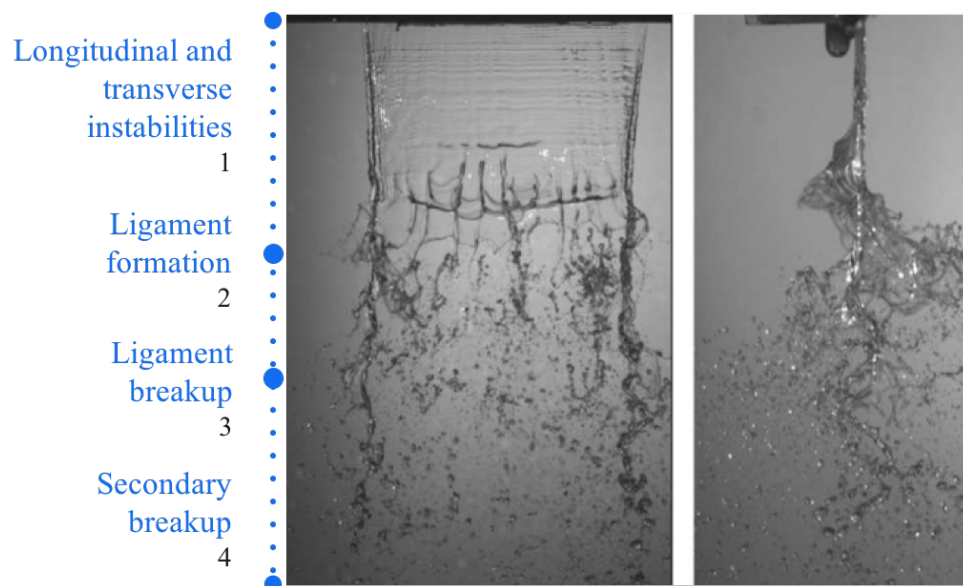 Longitudinal and
transverse
instabilities
1
Ligament
formation
2
Ligament
breakup
3
Secondary
breakup
4